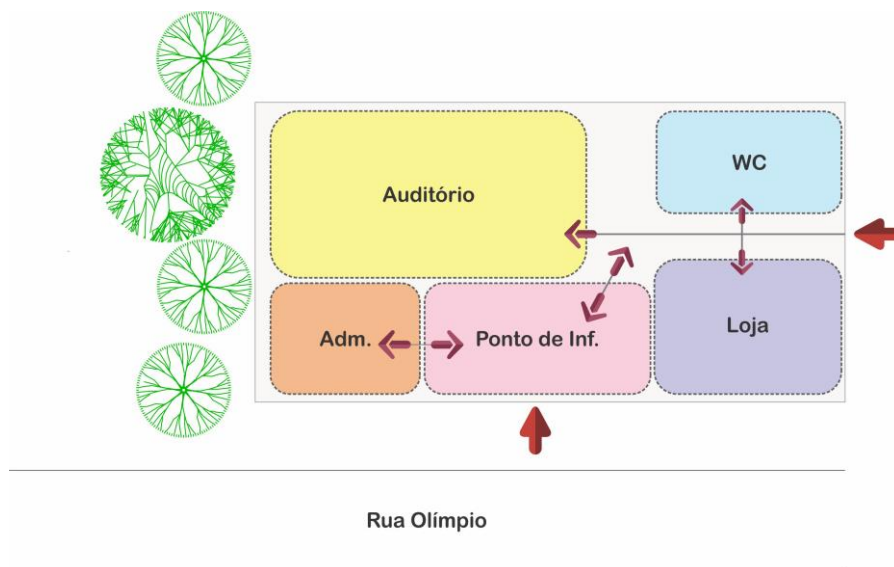 Auditório
WC
Adm.
Ponto de Inf.
Loja
Rua Olímpio